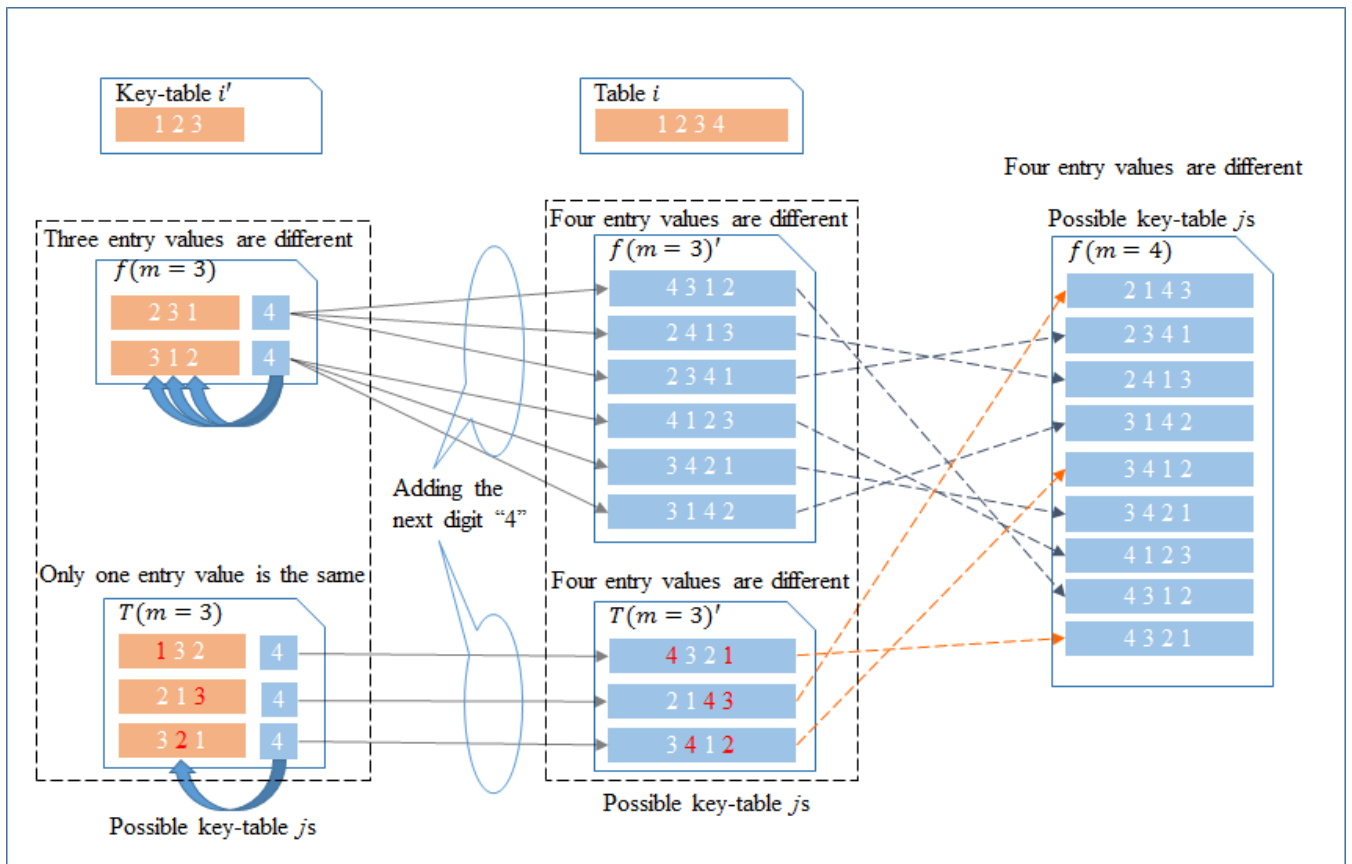 Key-table i′
1 2 3
Table i
1 2 3 4
Three entry values are different
f(m = 3)
2 3 1 4
3 1 2 4
Only one entry value is the same
T(m = 3)
1 3 2 4
2 1 3 4
3 2 1 4
Possible key-table js
Adding the
next digit “4”
Four entry values are different
f(m = 3)′
4 3 1 2
2 4 1 3
2 3 4 1
4 1 2 3
3 4 2 1
3 1 4 2
Four entry values are different
T(m = 3)′
4 3 2 1
2 1 4 3
3 4 1 2
Possible key-table js
Four entry values are different
Possible key-table js
f(m = 4)
2 1 4 3
2 3 4 1
2 4 1 3
3 1 4 2
3 4 1 2
3 4 2 1
4 1 2 3
4 3 1 2
4 3 2 1